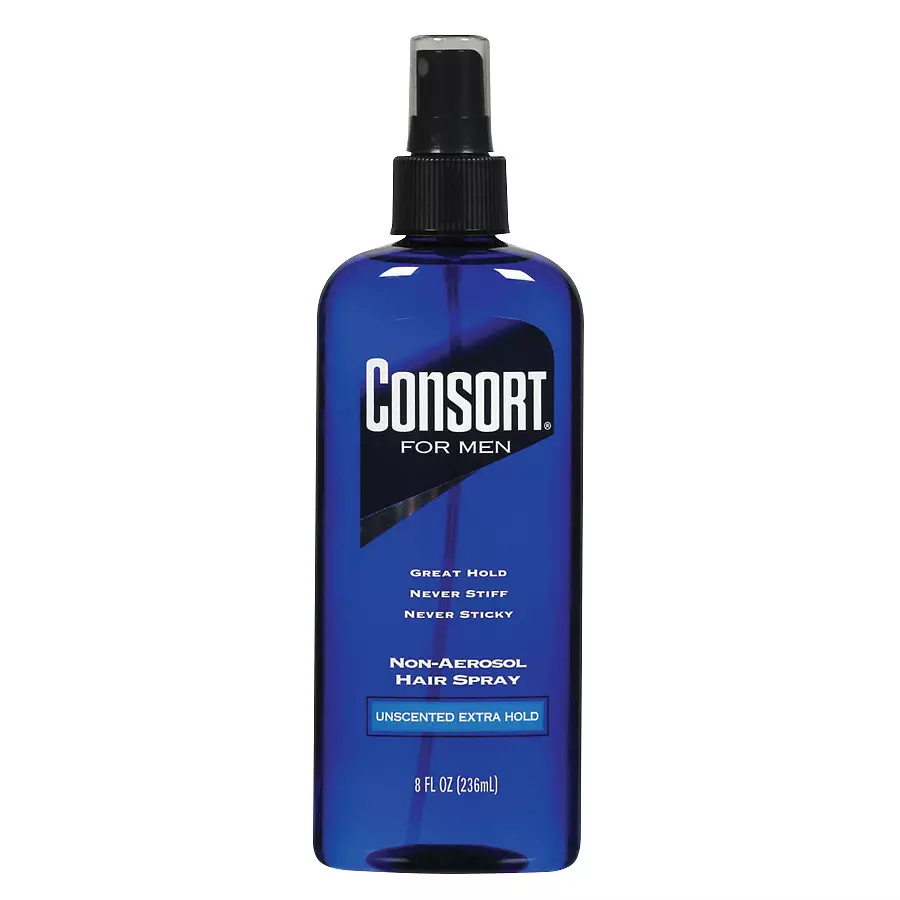 CONSORT®
FOR MEN
GREAT HOLD
NEVER STIFF
NEVER STICKY
NON-AEROSOL
HAIR SPRAY
UNSCENTED EXTRA HOLD
8 FL OZ (236mL)